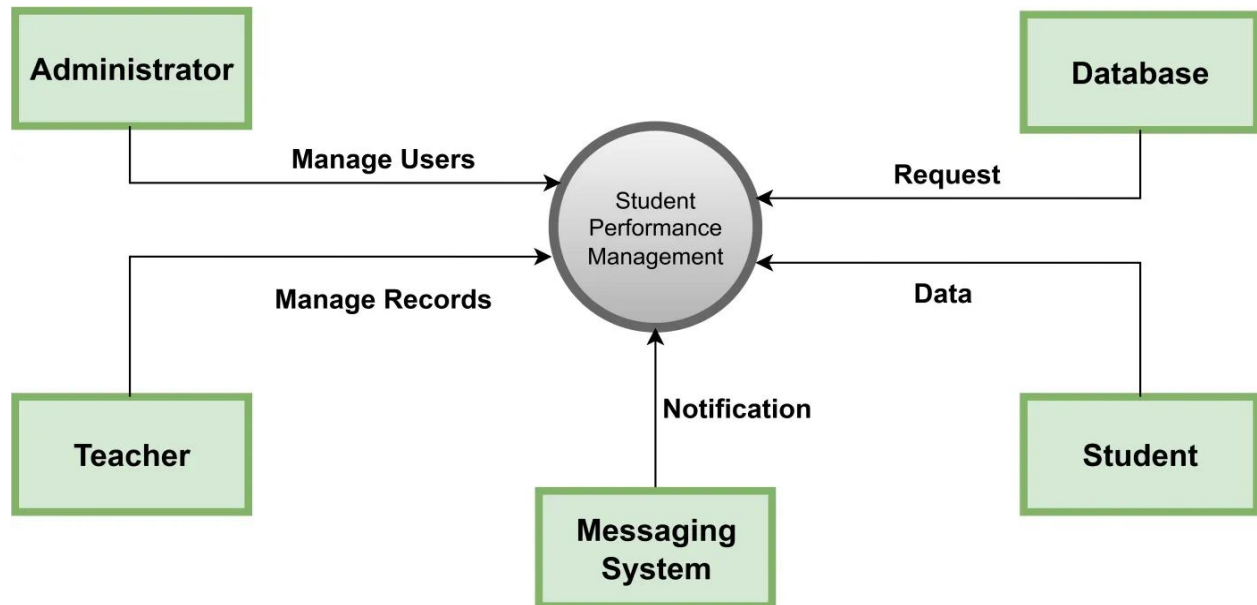 Administrator
Database
Manage Users
Request
Student
Performance
Management
Manage Records
Data
Notification
Teacher
Student
Messaging
System